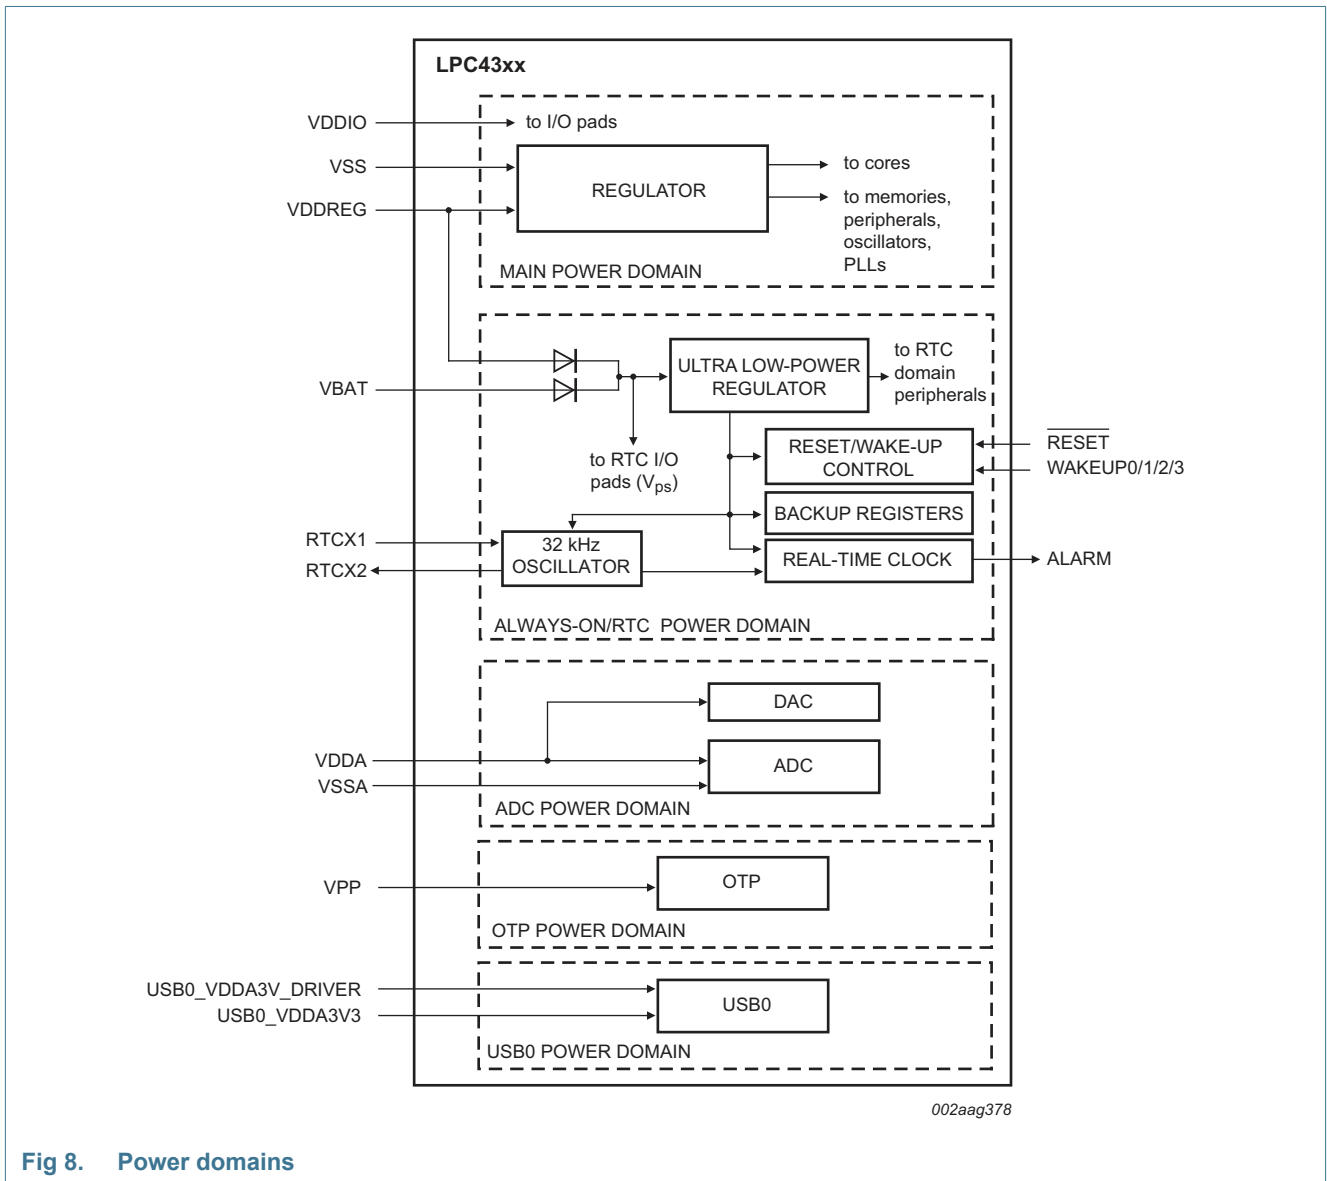 LPC43xx
VDDIO
to I/O pads
VSS
VDDREG
REGULATOR
to cores
to memories,
peripherals,
oscillators,
PLLs
MAIN POWER DOMAIN
VBAT
ULTRA LOW-POWER
REGULATOR
to RTC
domain
peripherals
to RTC I/O
pads (Vps)
RESET/WAKE-UP
CONTROL
RESET
WAKEUP0/1/2/3
BACKUP REGISTERS
RTCX1
RTCX2
32 kHz
OSCILLATOR
REAL-TIME CLOCK
ALARM
ALWAYS-ON/RTC POWER DOMAIN
DAC
VDDA
VSSA
ADC
ADC POWER DOMAIN
VPP
OTP
OTP POWER DOMAIN
USB0_VDDA3V_DRIVER
USB0_VDDA3V3
USB0
USB0 POWER DOMAIN
002aag378
Fig 8. Power domains